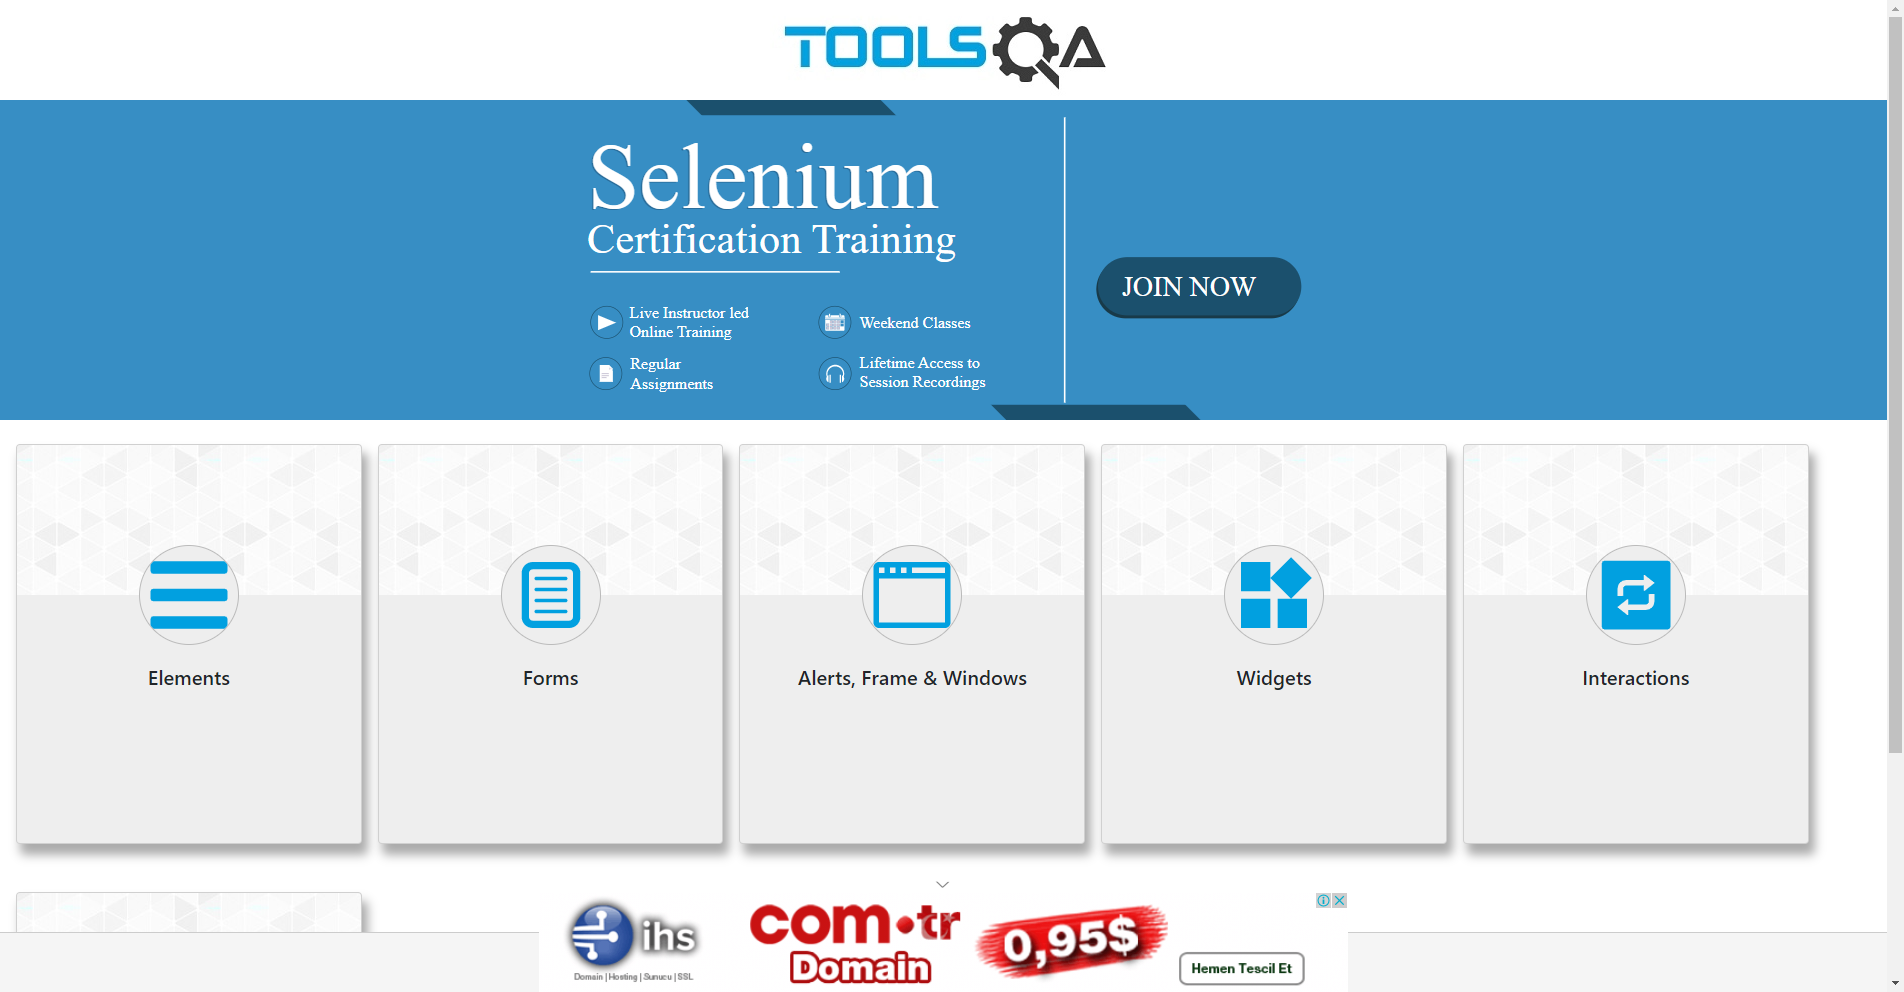 TOOLSQA
Selenium
Certification Training
Live Instructor led
Online Training
Weekend Classes
Regular
Assignments
Lifetime Access to
Session Recordings
JOIN NOW
Elements
Forms
Alerts, Frame & Windows
Widgets
Interactions
ihs
Domain | Hosting | Sunucu | SSL
com.tr
Domain
0,95$
Hemen Tescil Et